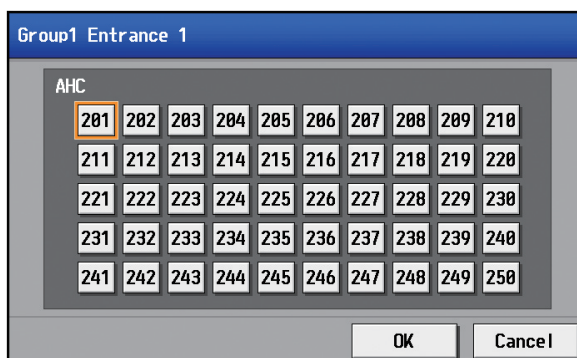 Group1 Entrance 1
AHC
201 202 203 204 205 206 207 208 209 210
211 212 213 214 215 216 217 218 219 220
221 222 223 224 225 226 227 228 229 230
231 232 233 234 235 236 237 238 239 240
241 242 243 244 245 246 247 248 249 250
OK Cancel